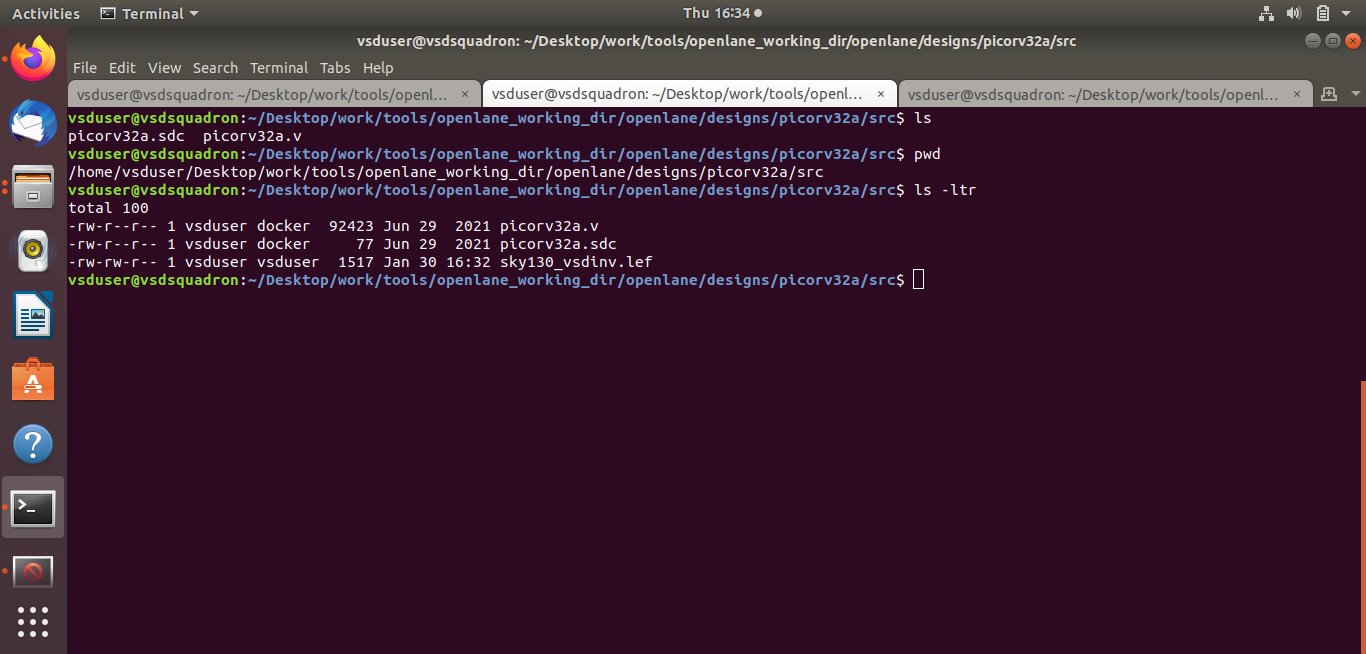 Activities Terminal Thu 16:34
vsduser@vsdsquadron: ~/Desktop/work/tools/openlane_working_dir/openlane/designs/picorv32a/src
File Edit View Search Terminal Tabs Help
vsduser@vsdsquadron: ~/Desktop/work/tools/openl... × vsduser@vsdsquadron: ~/Desktop/work/tools/openl... × vsduser@vsdsquadron: ~/Desktop/work/tools/openl... ×
vsduser@vsdsquadron:~/Desktop/work/tools/openlane_working_dir/openlane/designs/picorv32a/src$ ls
picorv32a.sdc  picorv32a.v
vsduser@vsdsquadron:~/Desktop/work/tools/openlane_working_dir/openlane/designs/picorv32a/src$ pwd
/home/vsduser/Desktop/work/tools/openlane_working_dir/openlane/designs/picorv32a/src
vsduser@vsdsquadron:~/Desktop/work/tools/openlane_working_dir/openlane/designs/picorv32a/src$ ls -ltr
total 100
-rw-r--r-- 1 vsduser docker  92423 Jun 29  2021 picorv32a.v
-rw-r--r-- 1 vsduser docker     77 Jun 29  2021 picorv32a.sdc
-rw-rw-r-- 1 vsduser vsduser  1517 Jan 30 16:32 sky130_vsdinv.lef
vsduser@vsdsquadron:~/Desktop/work/tools/openlane_working_dir/openlane/designs/picorv32a/src$